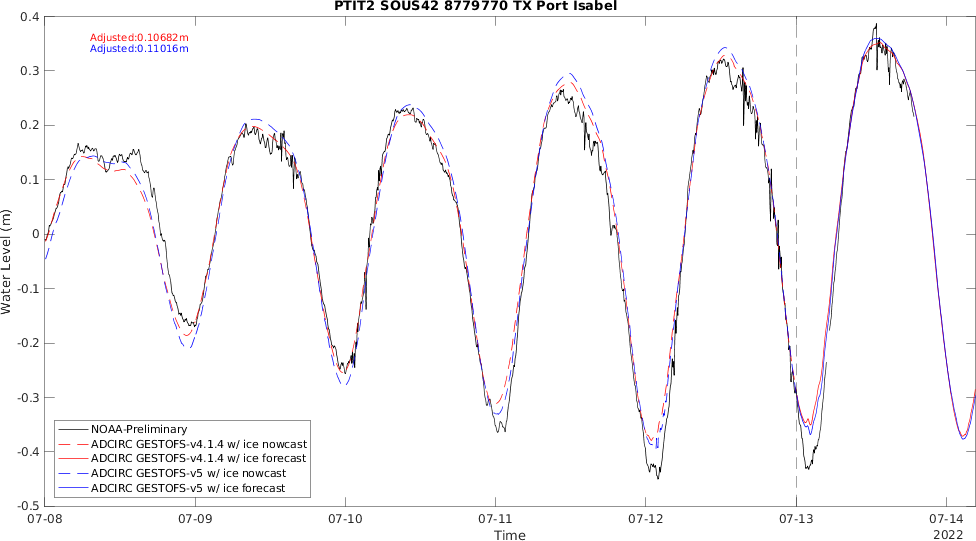 PTIT2 SOUS42 8779770 TX Port Isabel
Adjusted:0.10682m
Adjusted:0.11016m
0.4
0.3
0.2
0.1
0
-0.1
-0.2
-0.3
-0.4
-0.5
Water Level (m)
NOAA-Preliminary
ADCIRC GESTOFS-v4.1.4 w/ ice nowcast
ADCIRC GESTOFS-v4.1.4 w/ ice forecast
ADCIRC GESTOFS-v5 w/ ice nowcast
ADCIRC GESTOFS-v5 w/ ice forecast
07-08 07-09 07-10 07-11 07-12 07-13 07-14
Time
2022